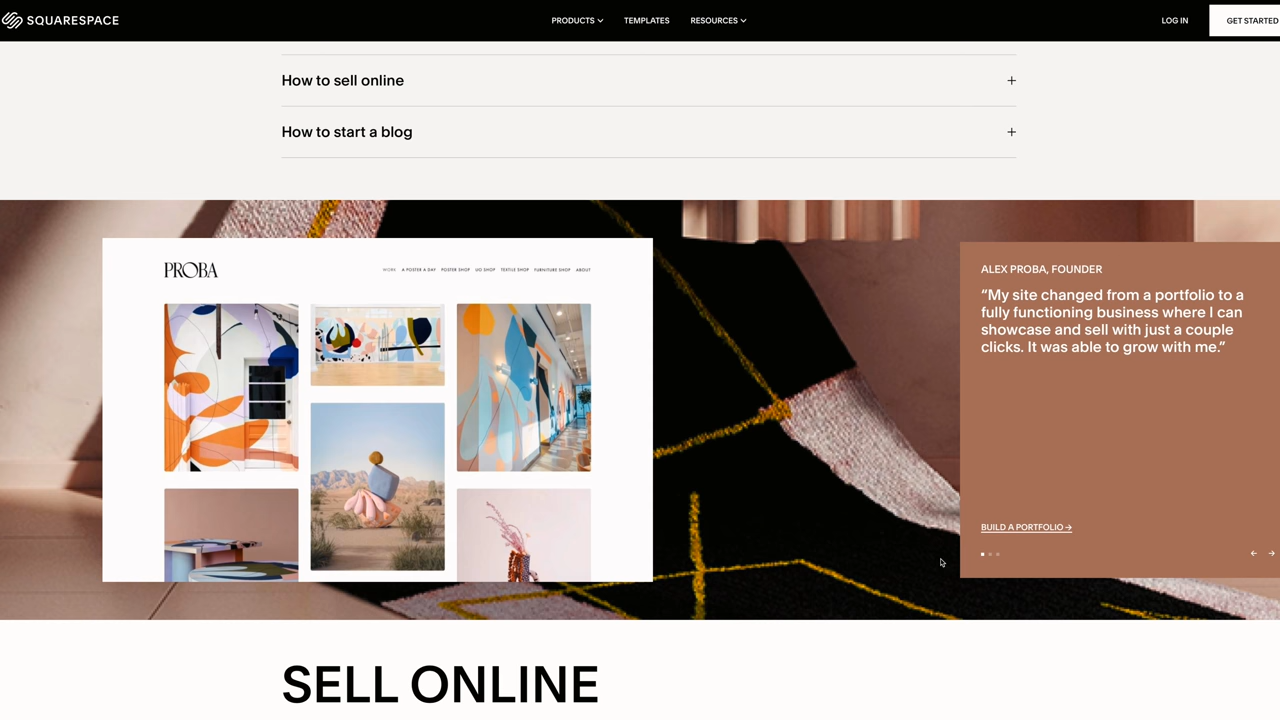 SQUARESPACE
PRODUCTS
TEMPLATES
RESOURCES
LOG IN
GET STARTED
How to sell online
How to start a blog
PROBA
WORK A POSTER A DAY POSTER SHOP UO SHOP TEXTILE SHOP FURNITURE SHOP ABOUT
ALEX PROBA, FOUNDER
“My site changed from a portfolio to a
fully functioning business where I can
showcase and sell with just a couple
clicks. It was able to grow with me.”
BUILD A PORTFOLIO →
SELL ONLINE